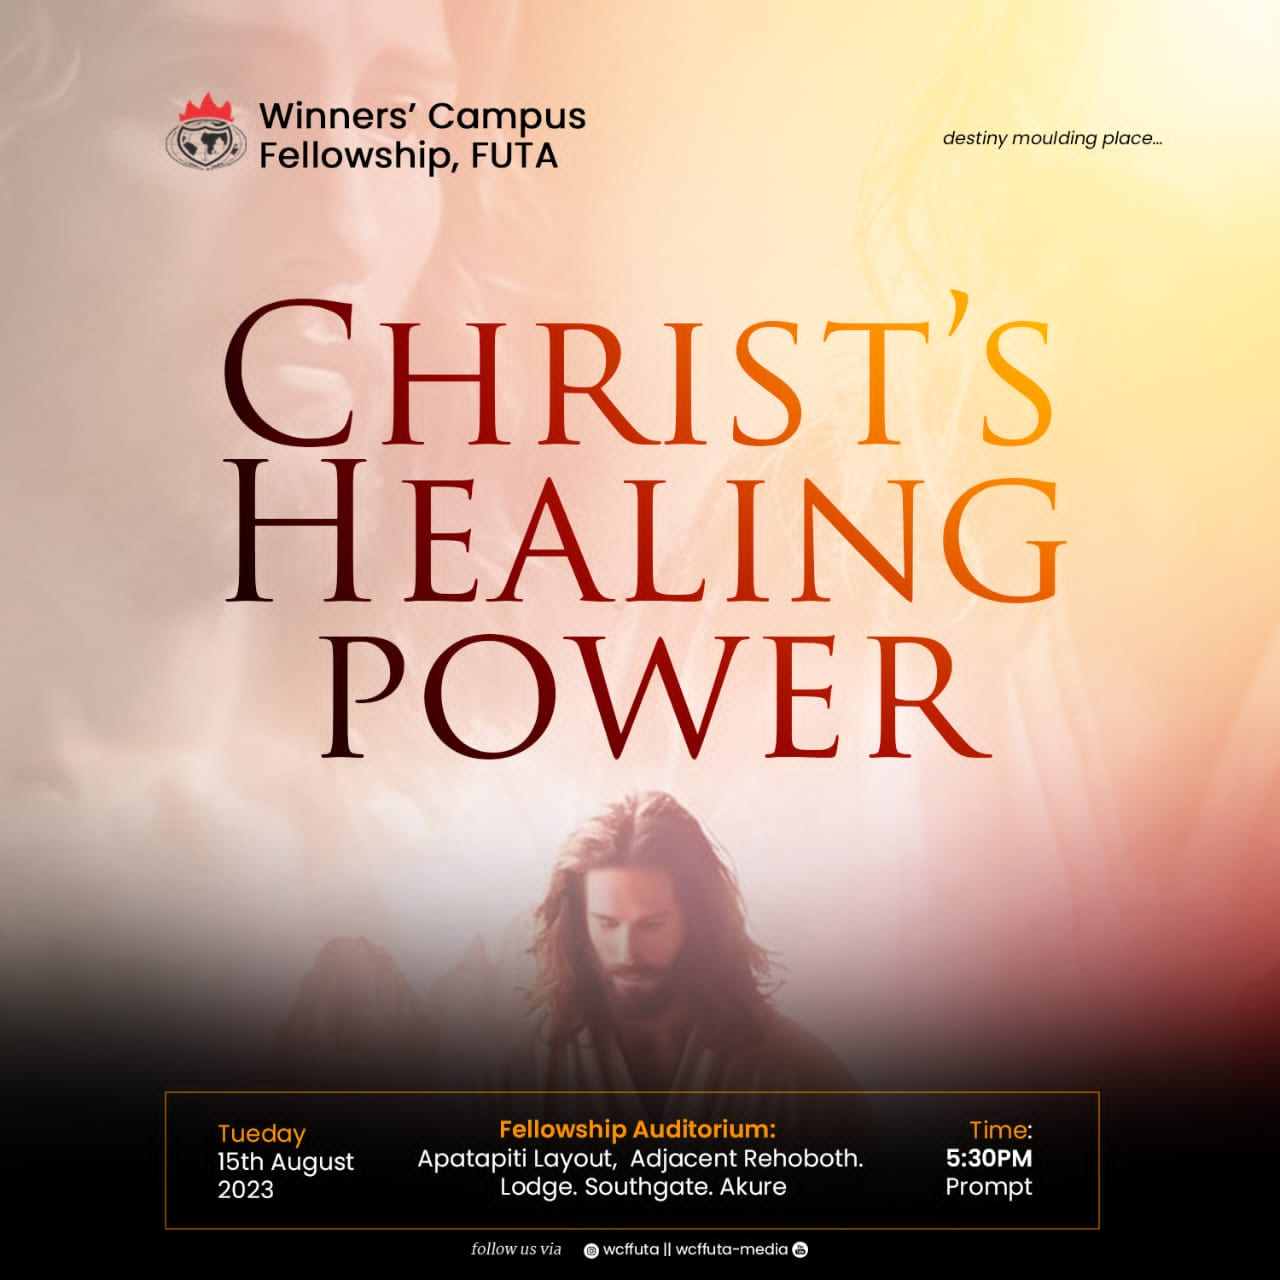 Winners’ Campus
Fellowship, FUTA
destiny moulding place...
CHRIST’S
HEALING
POWER
Tueday
15th August
2023
Fellowship Auditorium:
Apatapiti Layout,  Adjacent Rehoboth.
Lodge. Southgate. Akure
Time:
5:30PM
Prompt
follow us via wcffuta || wcffuta-media